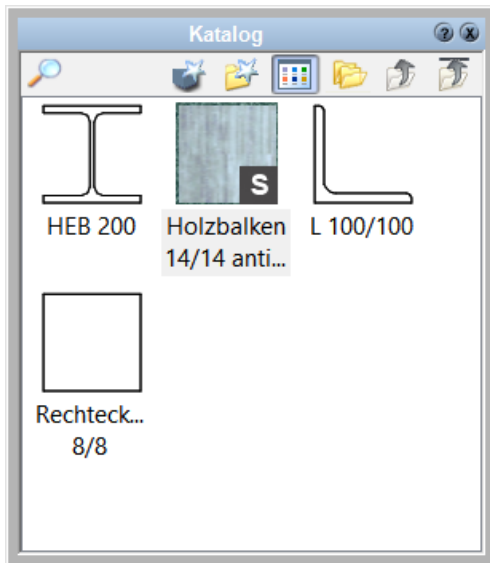 Katalog
S
HEB 200
Holzbalken
14/14 anti...
L 100/100
Rechteck...
8/8